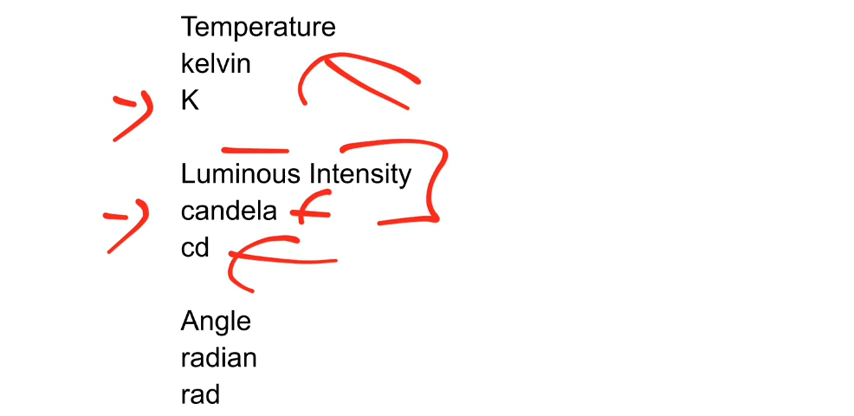 Temperature
kelvin
K
Luminous Intensity
candela
cd
Angle
radian
rad